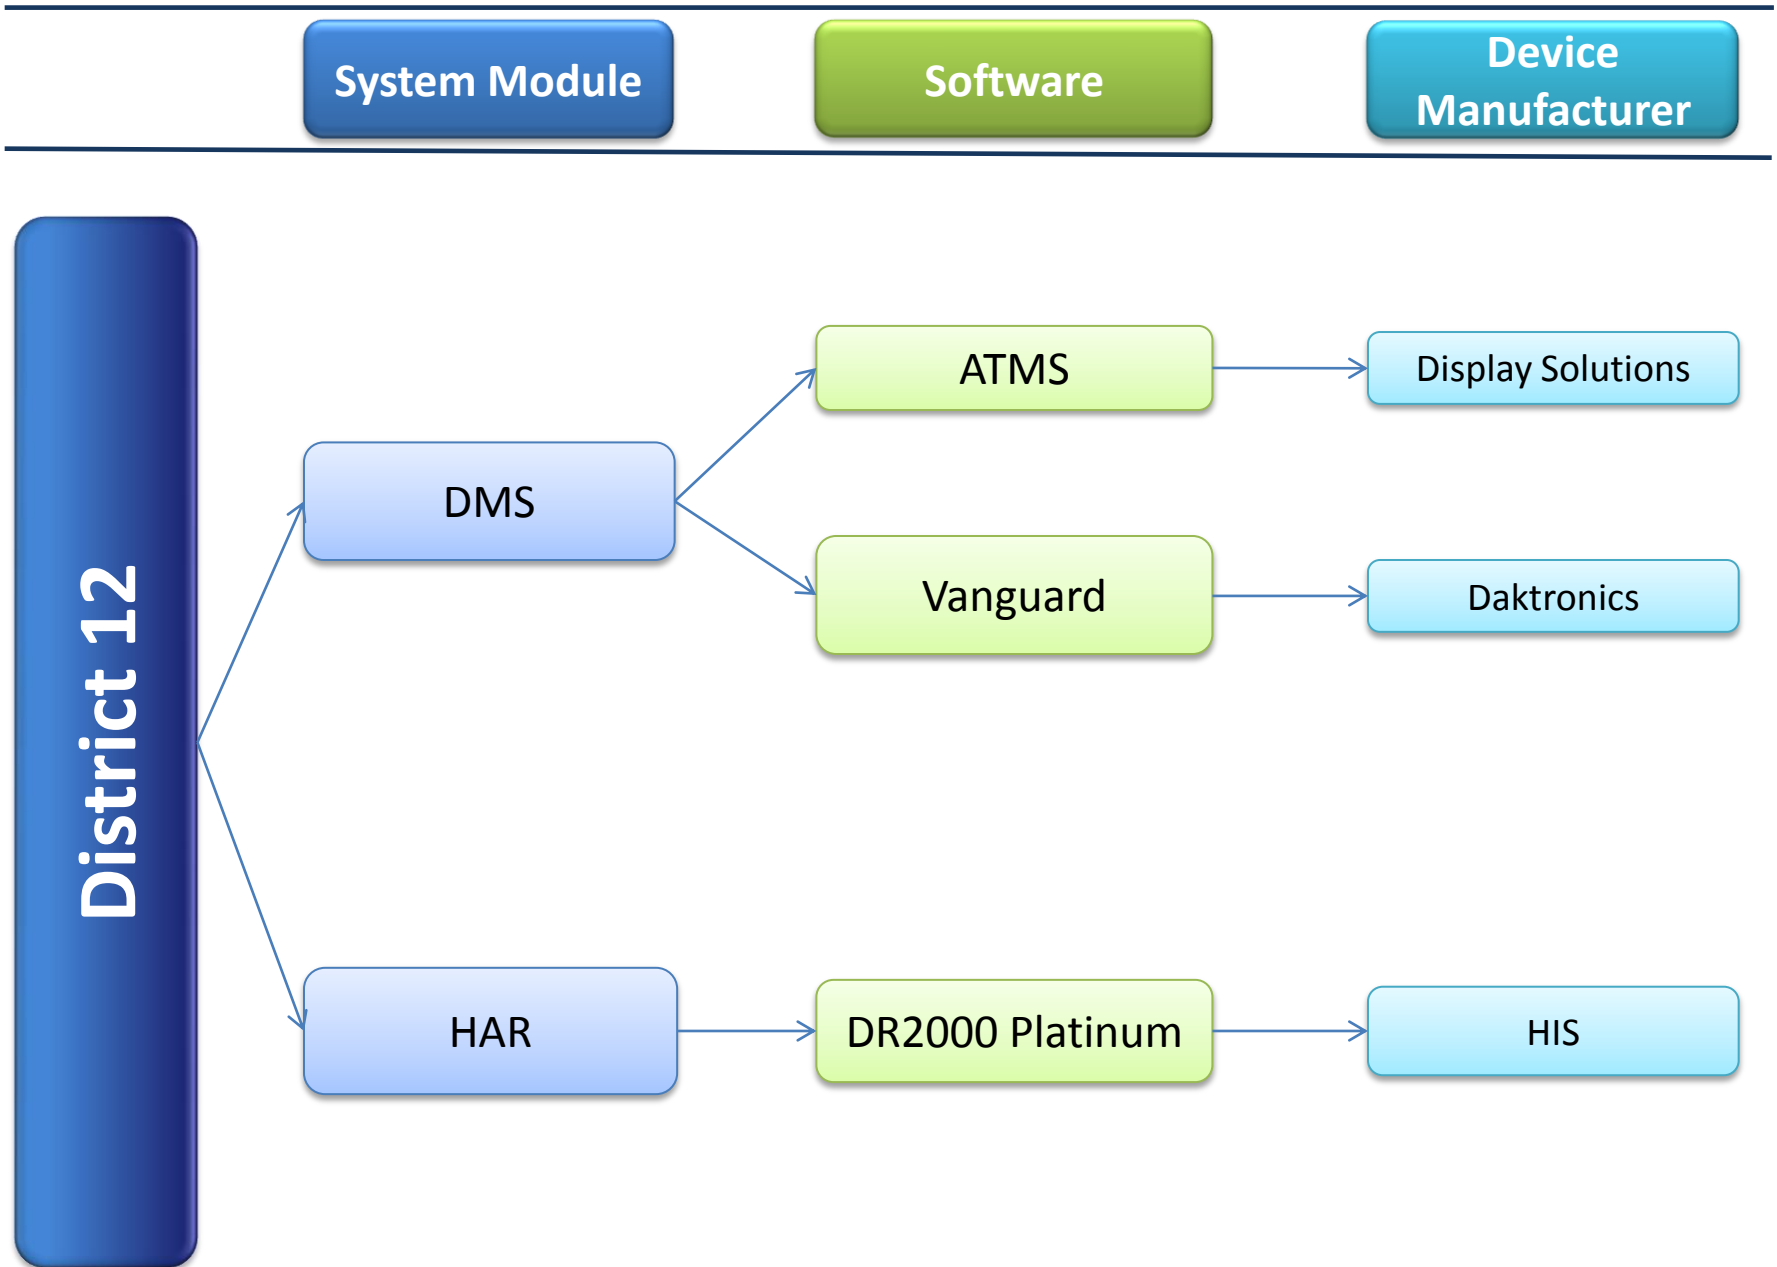 System Module
Software
Device
Manufacturer
District 12
ATMS
Display Solutions
DMS
Vanguard
Daktronics
HAR
DR2000 Platinum
HIS